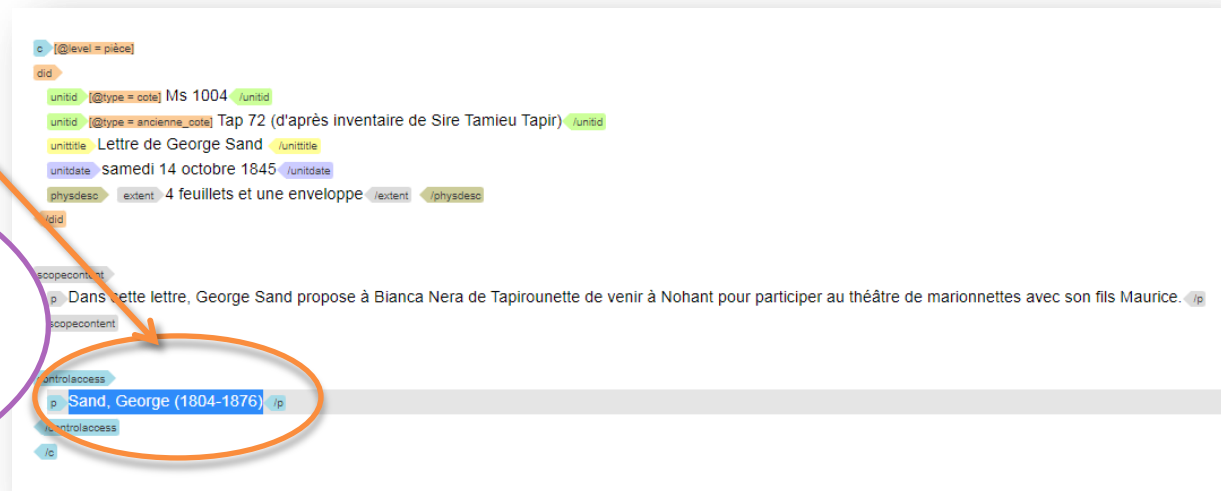 c [@level = pièce]
did
unitid [@type = cote] Ms 1004 /unitid
unitid [@type = ancienne_cote] Tap 72 (d'après inventaire de Sire Tamieu Tapir) /unitid
unittitle Lettre de George Sand /unittitle
unitdate samedi 14 octobre 1845 /unitdate
physdesc extent 4 feuillets et une enveloppe /extent /physdesc
/did
scopecontent
p Dans cette lettre, George Sand propose à Bianca Nera de Tapirounette de venir à Nohant pour participer au théâtre de marionnettes avec son fils Maurice. /p
scopecontent
controlaccess
p Sand, George (1804-1876) /p
/controlaccess
/c